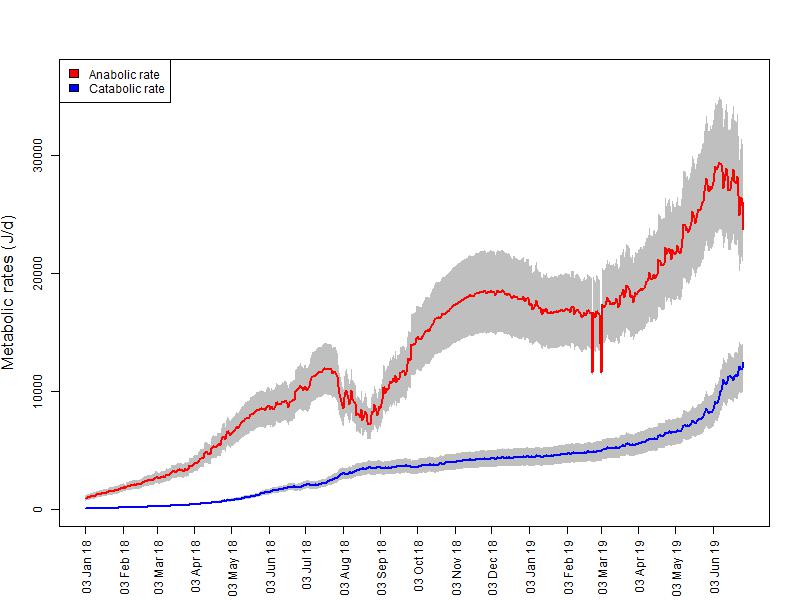 Anabolic rate
Catabolic rate
Metabolic rates (J/d)
30000
20000
10000
0
03 Jan 18
03 Feb 18
03 Mar 18
03 Apr 18
03 May 18
03 Jun 18
03 Jul 18
03 Aug 18
03 Sep 18
03 Oct 18
03 Nov 18
03 Dec 18
03 Jan 19
03 Feb 19
03 Mar 19
03 Apr 19
03 May 19
03 Jun 19